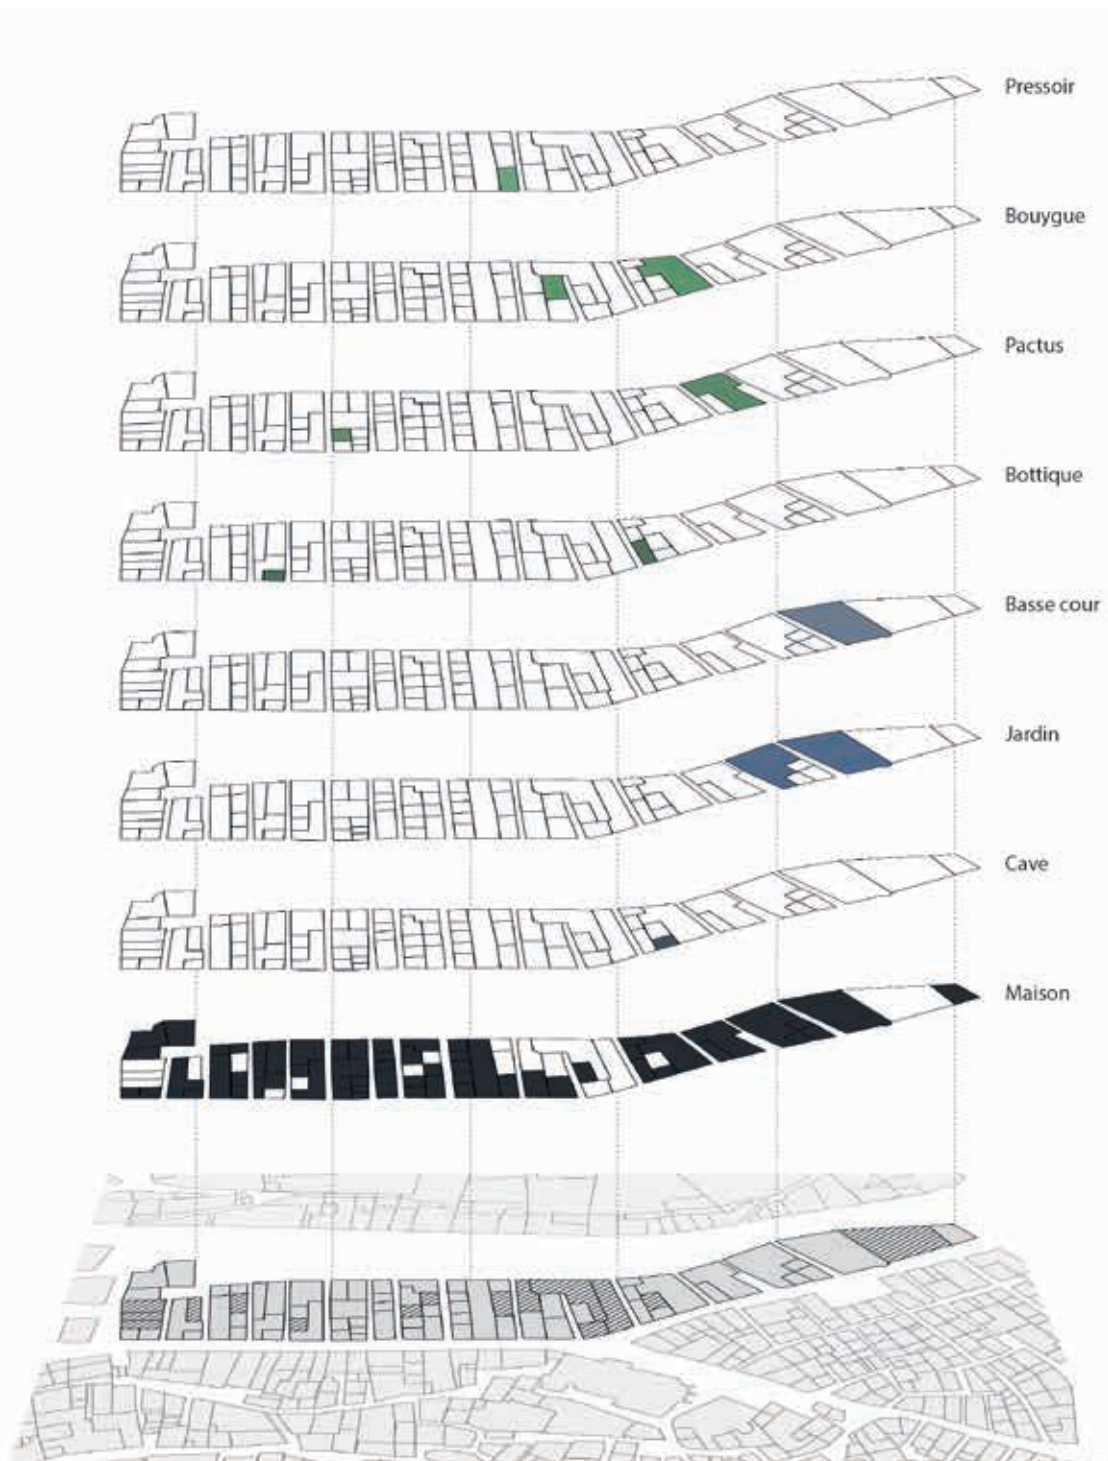 Pressoir
Bouygue
Pactus
Bottique
Basse cour
Jardin
Cave
Maison